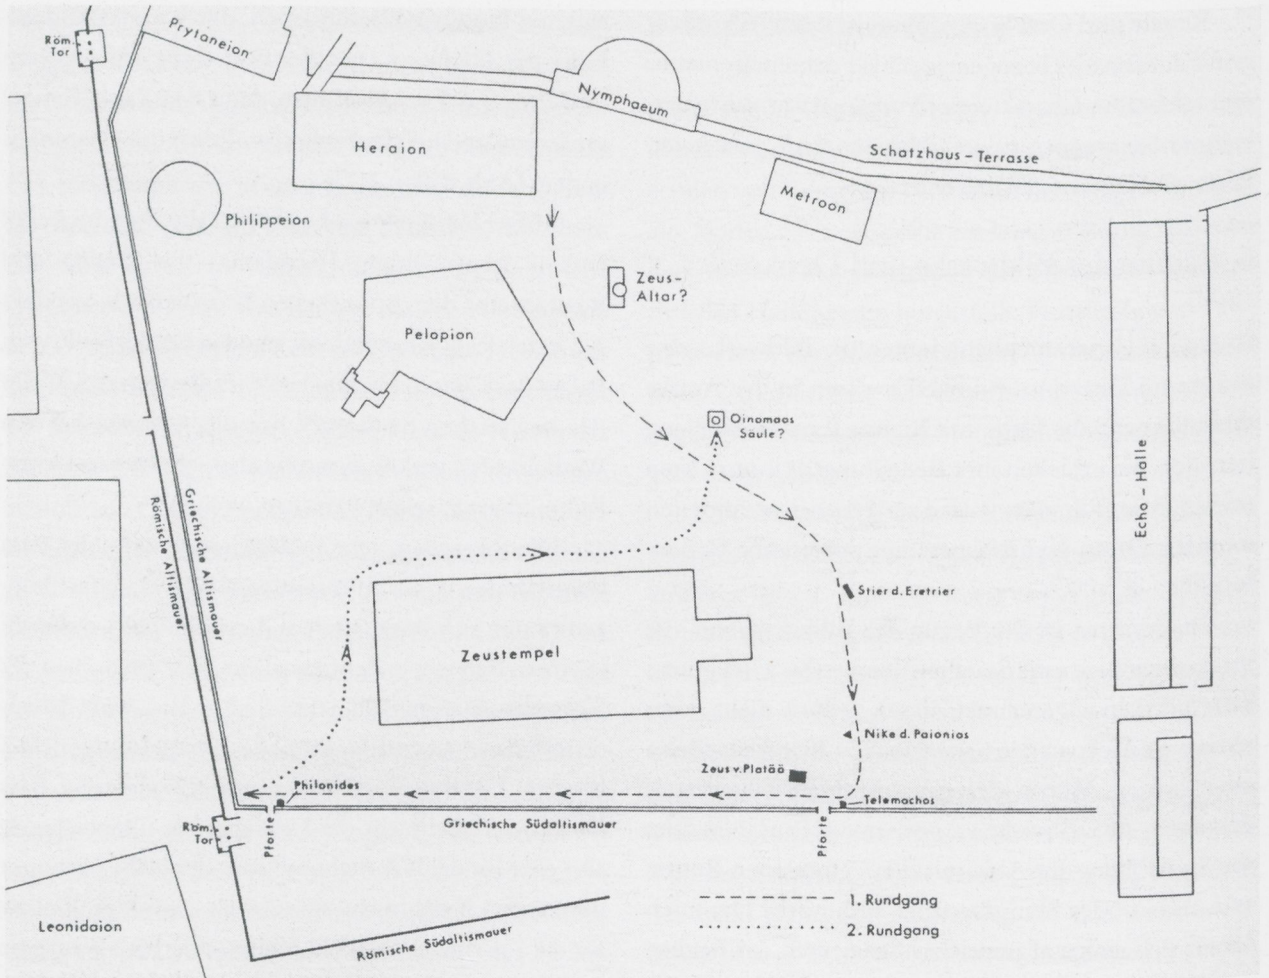 Röm.
Tor
Prytaneion
Nymphaeum
Heraion
Schatzhaus-Terrasse
Metroon
Philippeion
Zeus-
Altar?
Pelopion
Oinomaos
Säule?
Echo-Halle
Griechische Altismauer
Römische Altismauer
Stier d. Eretrier
Zeustempel
Nike d. Paionios
Zeus v. Platää
Philonides
Telemachos
Röm.
Tor
Pforte
Griechische Südaltismauer
Pforte
1. Rundgang
2. Rundgang
Leonidaion
Römische Südaltismauer